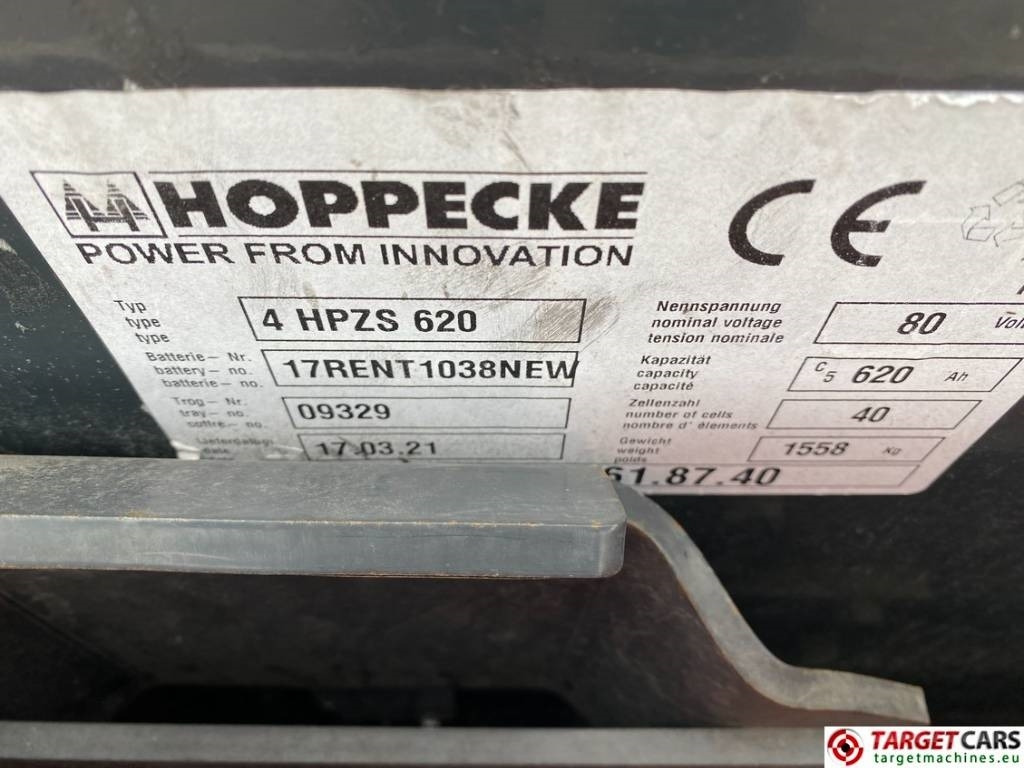 HOPPECKE
POWER FROM INNOVATION
CE
Typ
type
type
4 HPZS 620
Batterie- Nr.
battery- no.
batterie- no.
17RENT1038NEW
Trog- Nr.
tray- no.
coffre- no.
09329
17.03.21
Nennspannung
nominal voltage
tension nominale
80 Vol
Kapazität
capacity
capacité
C5 620 Ah
Zellenzahl
number of cells
nombre d' éléments
40
Gewicht
weight
poids
1558 Kg
61.87.40
TARGETCARS
targetmachines.eu